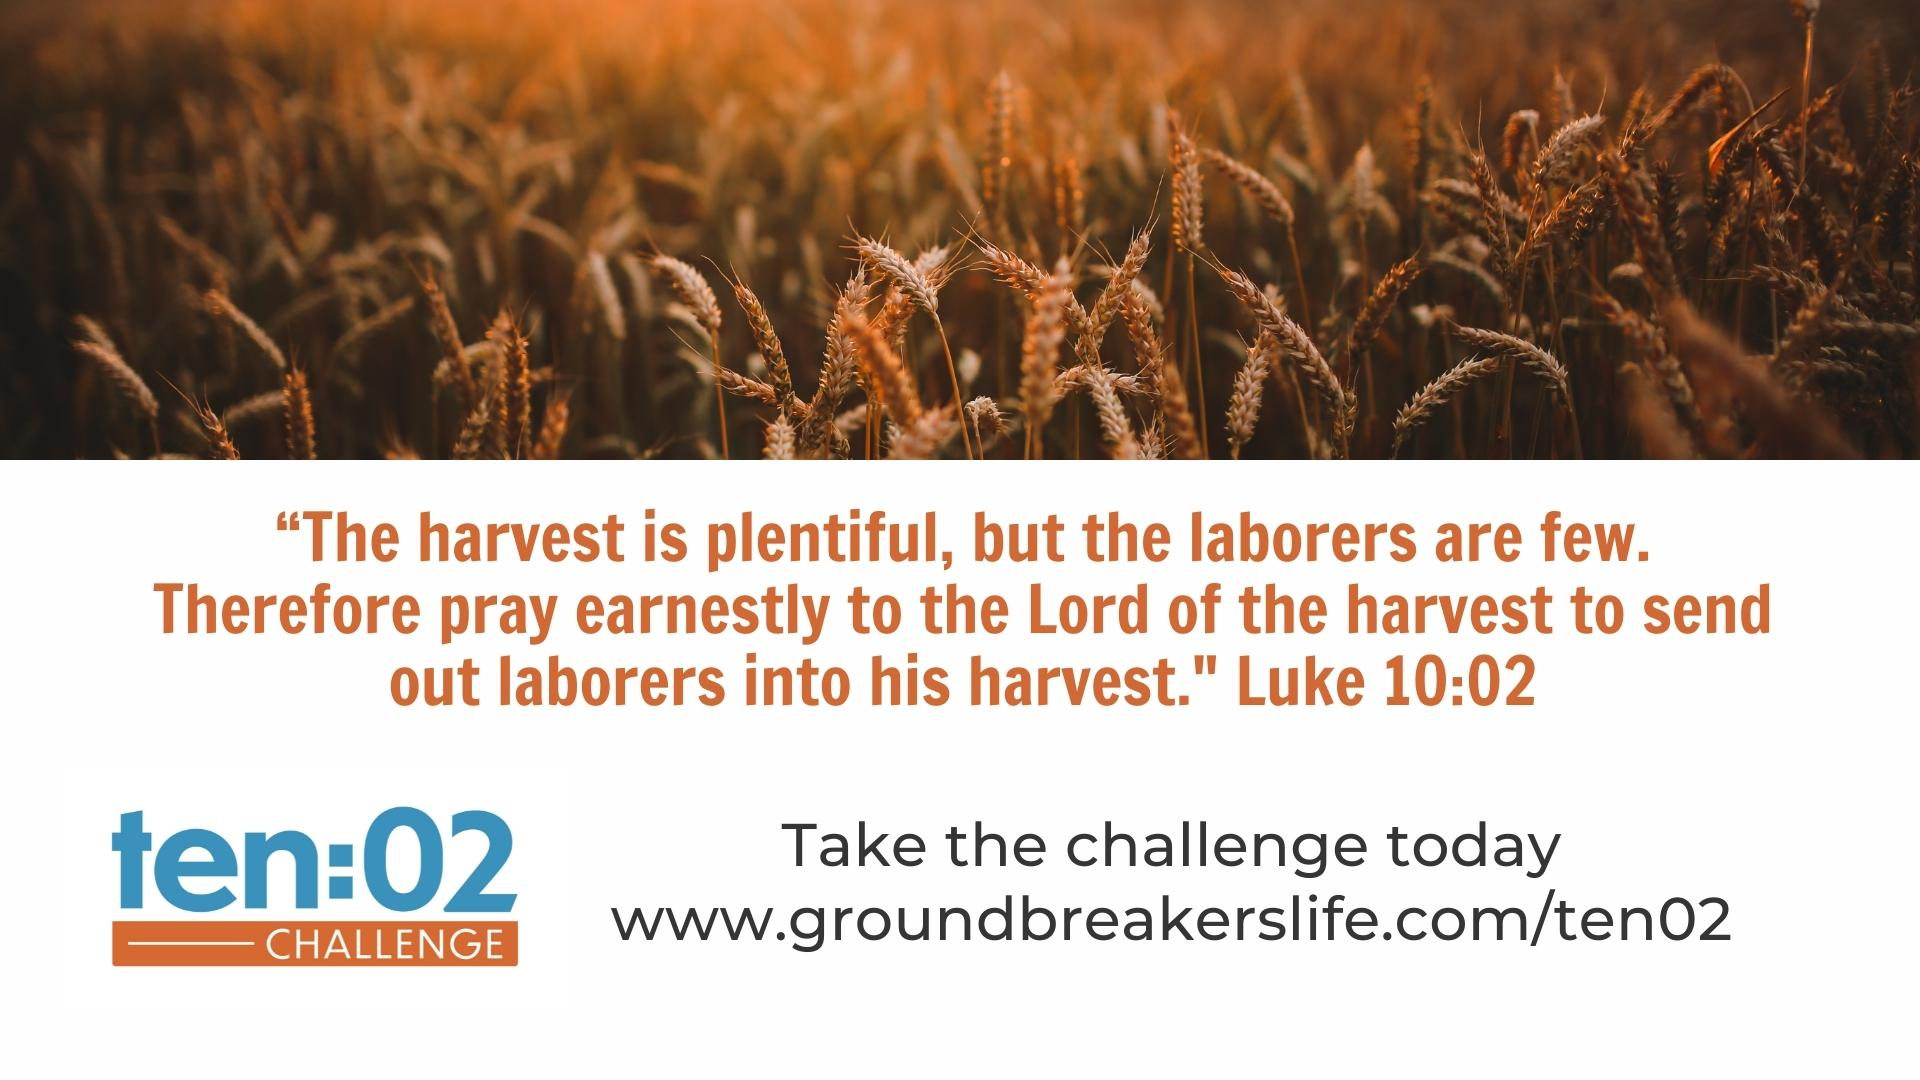 “The harvest is plentiful, but the laborers are few.
Therefore pray earnestly to the Lord of the harvest to send
out laborers into his harvest." Luke 10:02
ten:02
CHALLENGE
Take the challenge today
www.groundbreakerslife.com/ten02